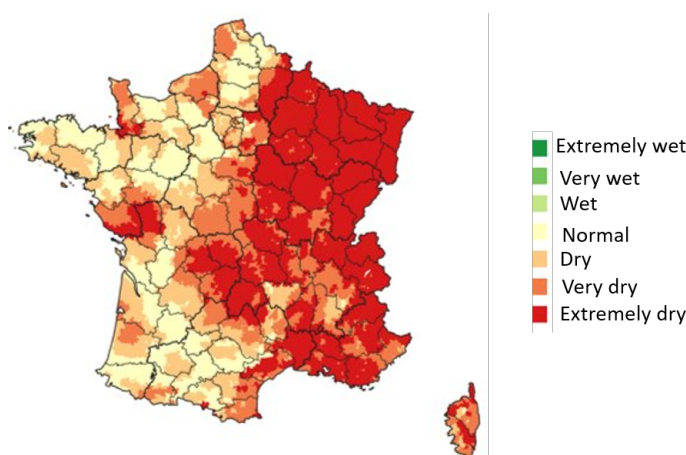 Extremely wet
Very wet
Wet
Normal
Dry
Very dry
Extremely dry